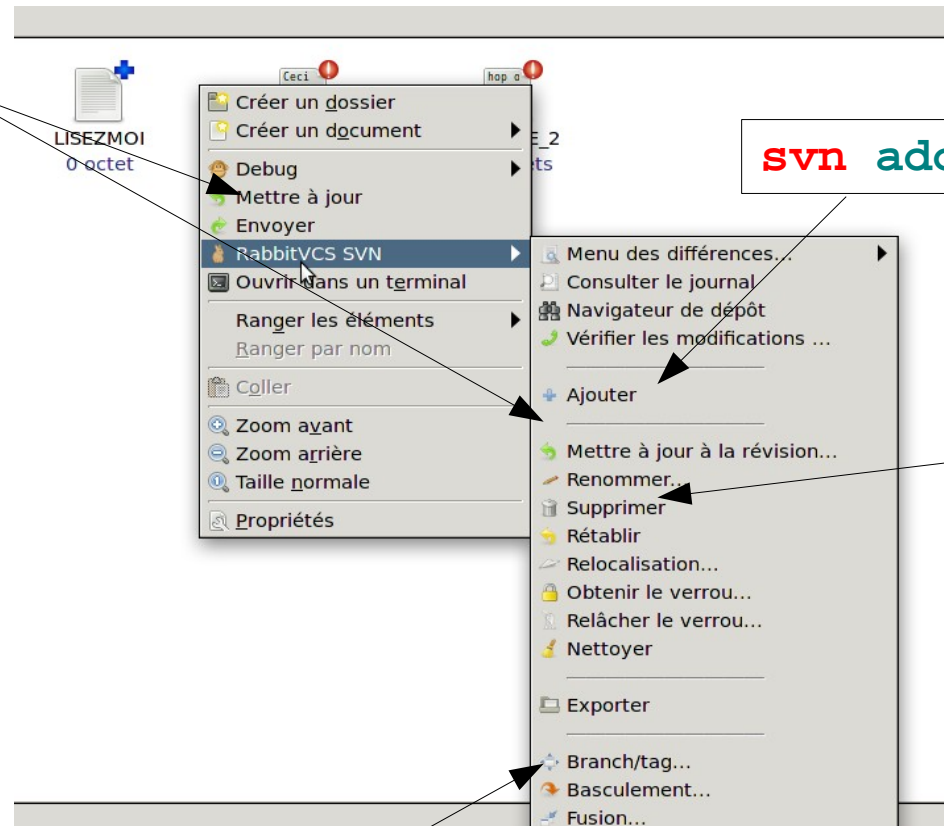 Ceci
hop a
LISEZMOI
0 octet
E_2
ts
svn add
Créer un dossier
Créer un document
Debug
Mettre à jour
Envoyer
RabbitVCS SVN
Ouvrir dans un terminal
Ranger les éléments
Ranger par nom
Coller
Zoom avant
Zoom arrière
Taille normale
Propriétés
Menu des différences...
Consulter le journal
Navigateur de dépôt
Vérifier les modifications ...
Ajouter
Mettre à jour à la révision...
Renommer...
Supprimer
Rétablir
Relocalisation...
Obtenir le verrou...
Relâcher le verrou...
Nettoyer
Exporter
Branch/tag...
Basculement...
Fusion...